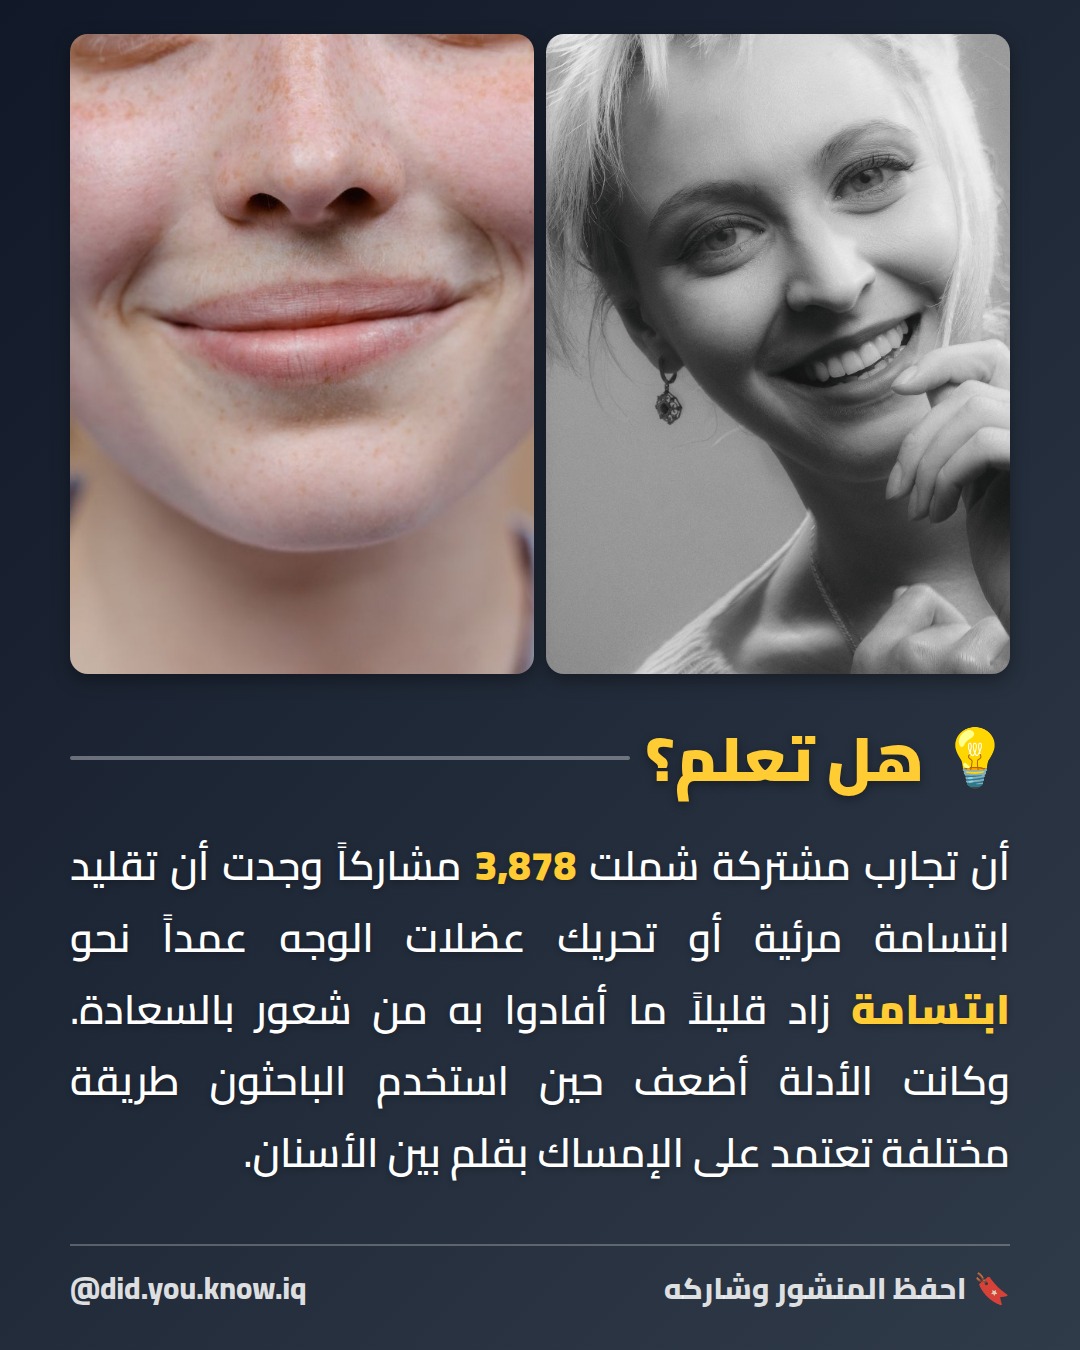 هل تعلم؟
أن تجارب مشتركة شملت 3,878 مشاركاً وجدت أن تقليد
ابتسامة مرئية أو تحريك عضلات الوجه عمداً نحو
ابتسامة زاد قليلاً ما أفادوا به من شعور بالسعادة.
وكانت الأدلة أضعف حين استخدم الباحثون طريقة
مختلفة تعتمد على الإمساك بقلم بين الأسنان.
احفظ المنشور وشاركه
@did.you.know.iq